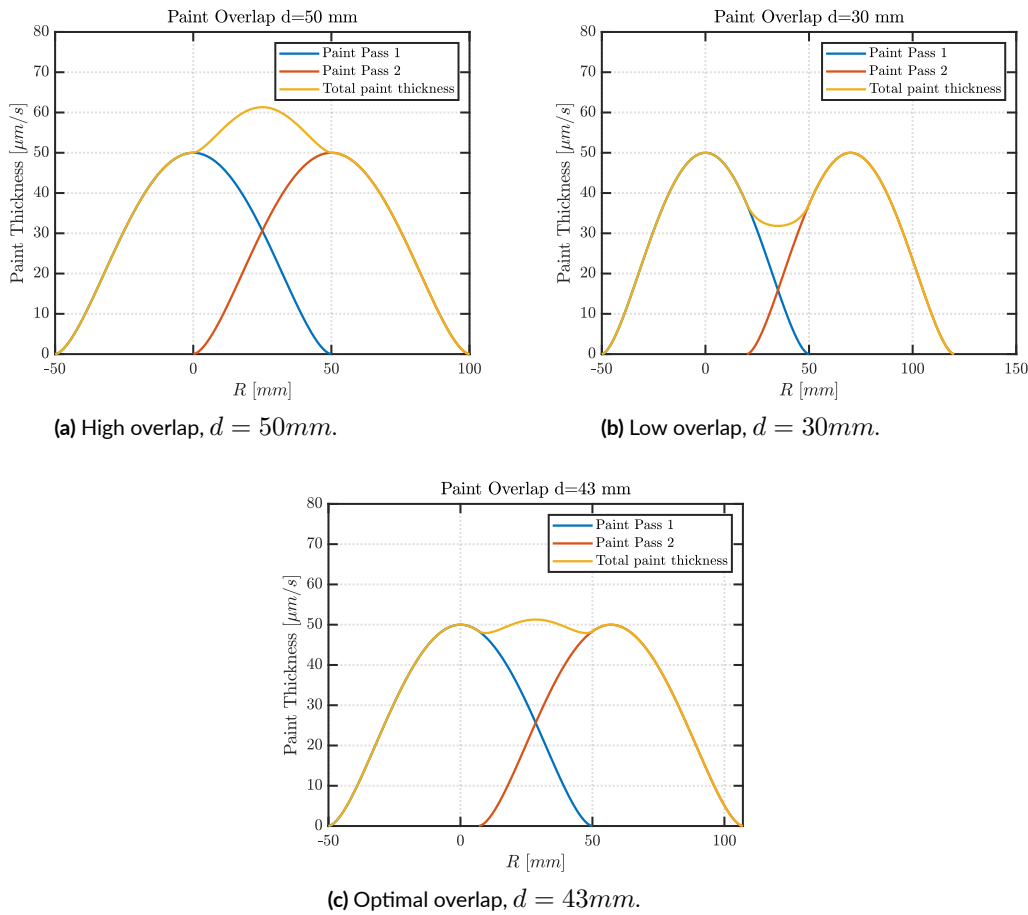 Paint Overlap d=50 mm
80
70
60
50
40
30
20
10
0
-50
0
50
100
Paint Thickness [μm/s]
R [mm]
Paint Pass 1
Paint Pass 2
Total paint thickness
(a) High overlap, d = 50mm.
Paint Overlap d=30 mm
80
70
60
50
40
30
20
10
0
-50
0
50
100
150
Paint Thickness [μm/s]
R [mm]
Paint Pass 1
Paint Pass 2
Total paint thickness
(b) Low overlap, d = 30mm.
Paint Overlap d=43 mm
80
70
60
50
40
30
20
10
0
-50
0
50
100
Paint Thickness [μm/s]
R [mm]
Paint Pass 1
Paint Pass 2
Total paint thickness
(c) Optimal overlap, d = 43mm.